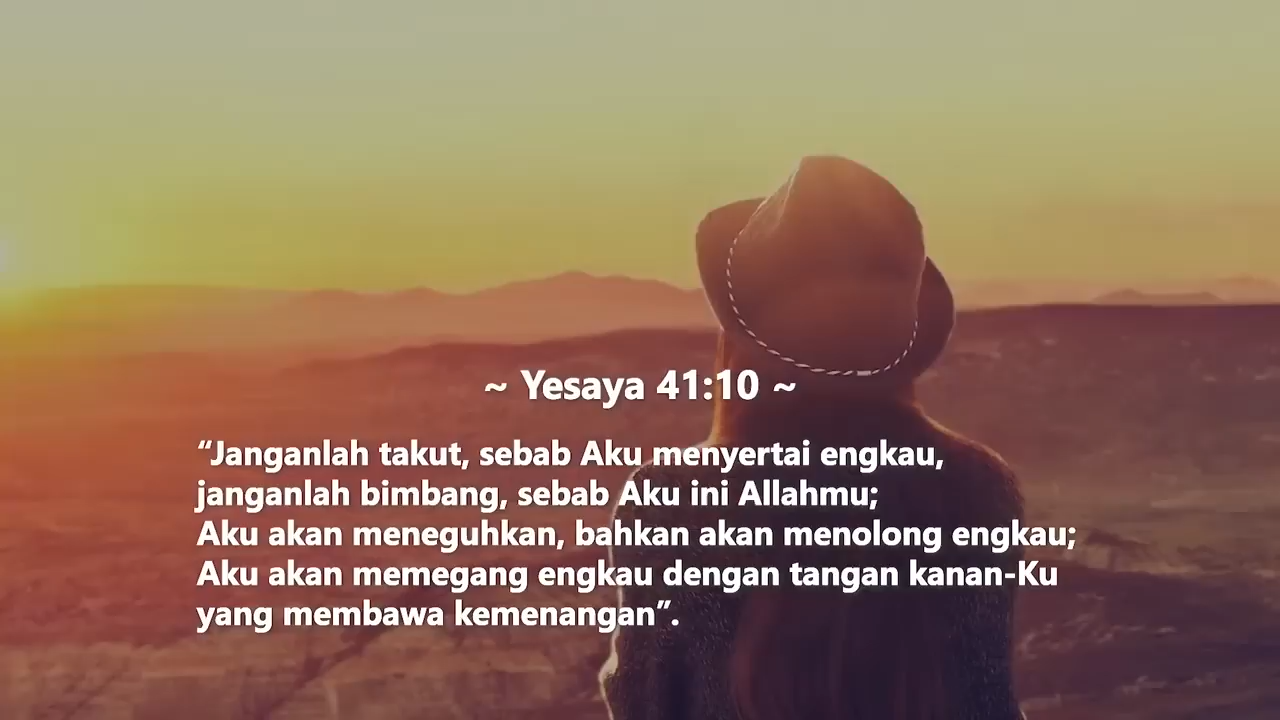 ~ Yesaya 41:10 ~
“Janganlah takut, sebab Aku menyertai engkau,
janganlah bimbang, sebab Aku ini Allahmu;
Aku akan meneguhkan, bahkan akan menolong engkau;
Aku akan memegang engkau dengan tangan kanan-Ku
yang membawa kemenangan”.